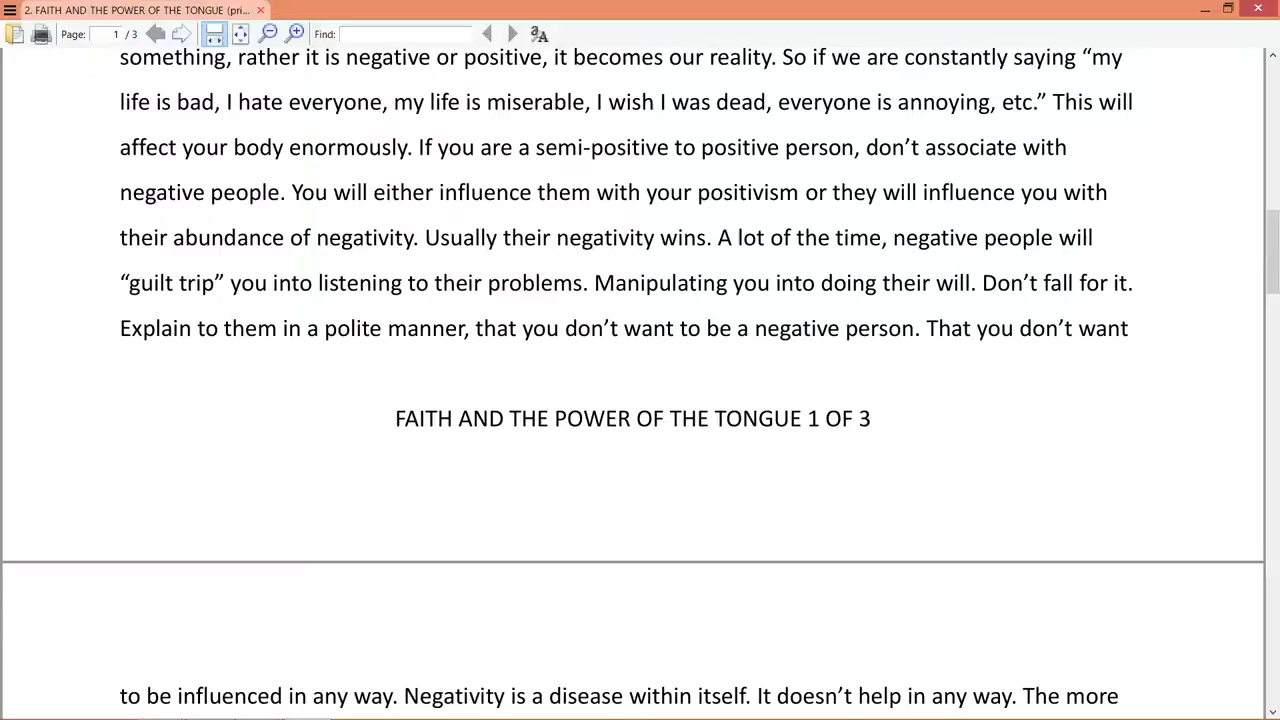 2. FAITH AND THE POWER OF THE TONGUE (pri...
Page: 1 / 3 Find:
something, rather it is negative or positive, it becomes our reality. So if we are constantly saying “my
life is bad, I hate everyone, my life is miserable, I wish I was dead, everyone is annoying, etc.” This will
affect your body enormously. If you are a semi-positive to positive person, don’t associate with
negative people. You will either influence them with your positivism or they will influence you with
their abundance of negativity. Usually their negativity wins. A lot of the time, negative people will
“guilt trip” you into listening to their problems. Manipulating you into doing their will. Don’t fall for it.
Explain to them in a polite manner, that you don’t want to be a negative person. That you don’t want
FAITH AND THE POWER OF THE TONGUE 1 OF 3
to be influenced in any way. Negativity is a disease within itself. It doesn’t help in any way. The more